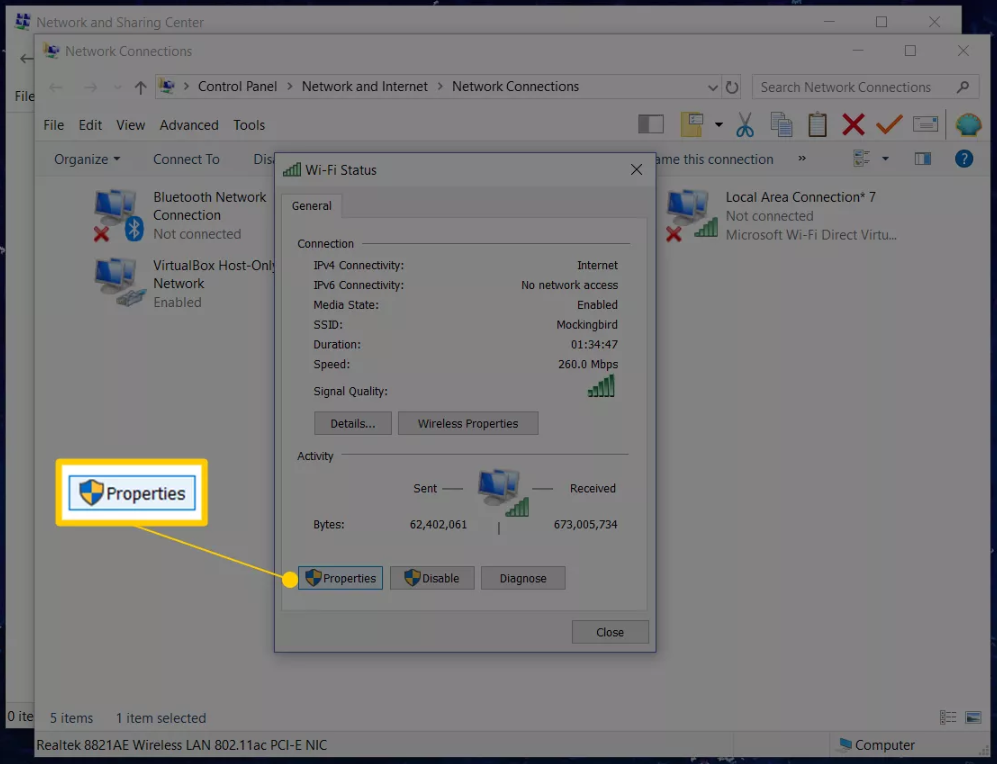 Network and Sharing Center
Network Connections
File
Control Panel > Network and Internet > Network Connections
Search Network Connections
File Edit View Advanced Tools
Organize Connect To
ame this connection »
Bluetooth Network
Connection
Not connected
VirtualBox Host-Only
Network
Enabled
Local Area Connection* 7
Not connected
Microsoft Wi-Fi Direct Virtu...
Wi-Fi Status
General
Connection
IPv4 Connectivity: Internet
IPv6 Connectivity: No network access
Media State: Enabled
SSID: Mockingbird
Duration: 01:34:47
Speed: 260.0 Mbps
Signal Quality:
Details... Wireless Properties
Activity
Sent Received
Bytes: 62,402,061 673,005,734
Properties
Properties Disable Diagnose
Close
0 ite
5 items 1 item selected
Realtek 8821AE Wireless LAN 802.11ac PCI-E NIC
Computer